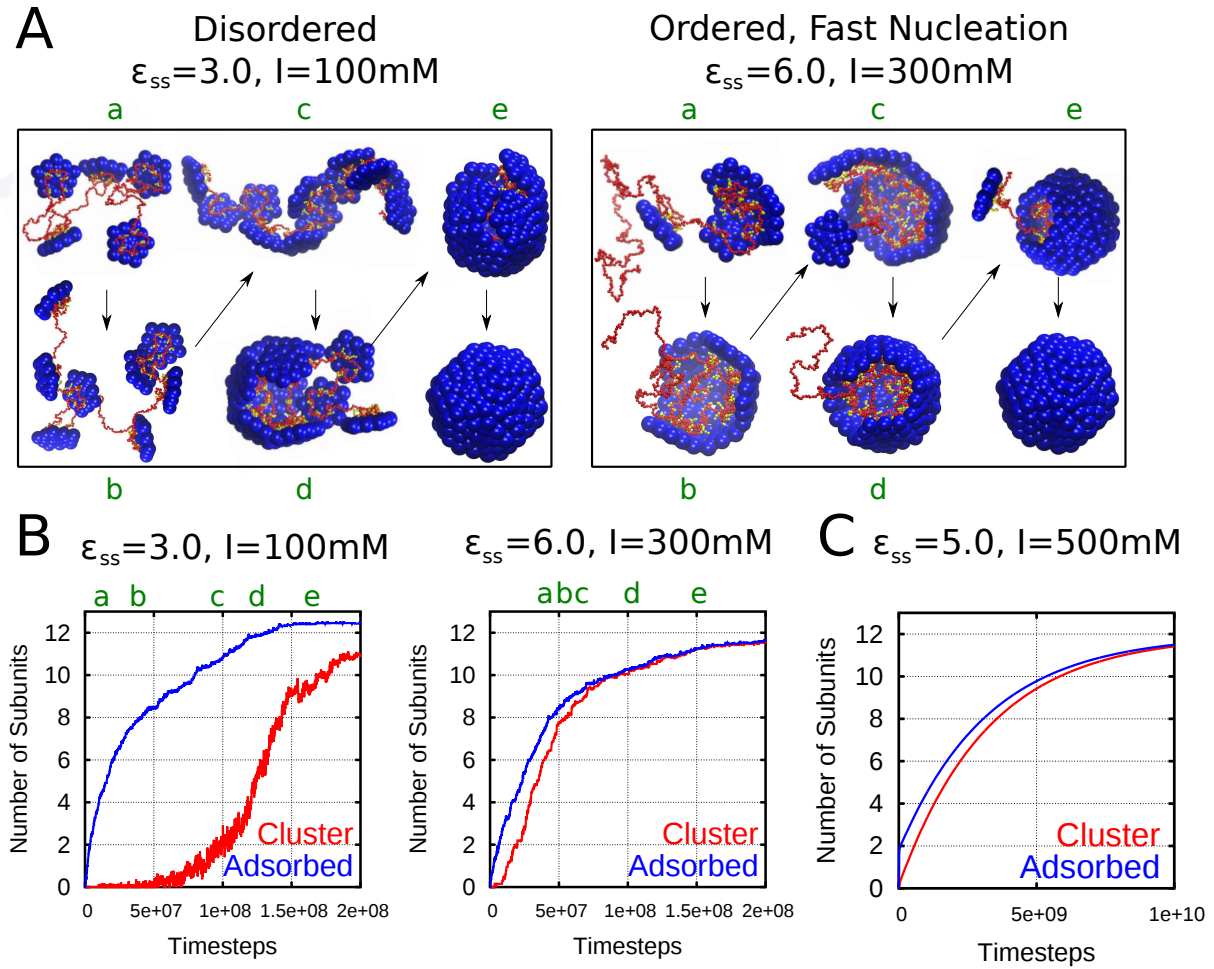 A
Disordered
εss=3.0, I=100mM
Ordered, Fast Nucleation
εss=6.0, I=300mM
a c e
a c e
b d
b d
B
εss=3.0, I=100mM
a b c d e
Number of Subunits
12
10
8
6
4
2
0
Cluster
Adsorbed
0 5e+07 1e+08 1.5e+08 2e+08
Timesteps
εss=6.0, I=300mM
a b c d e
Number of Subunits
12
10
8
6
4
2
0
Cluster
Adsorbed
0 5e+07 1e+08 1.5e+08 2e+08
Timesteps
C
εss=5.0, I=500mM
Number of Subunits
12
10
8
6
4
2
0
Cluster
Adsorbed
0 5e+09 1e+10
Timesteps